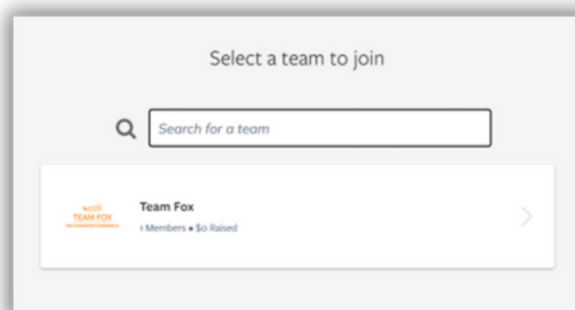 Select a team to join
Search for a team
TEAM FOX
Team Fox
1 Members • $0 Raised